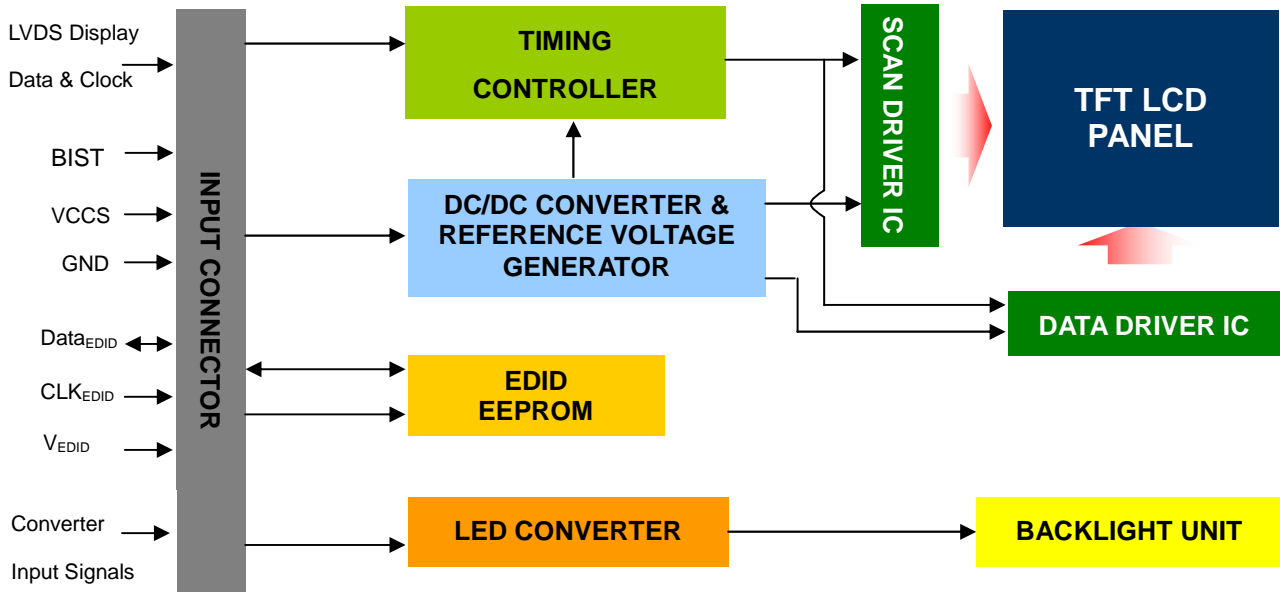 LVDS Display
Data & Clock
BIST
VCCS
GND
DataEDID
CLKEDID
VEDID
Converter
Input Signals
INPUT CONNECTOR
TIMING
CONTROLLER
DC/DC CONVERTER &
REFERENCE VOLTAGE
GENERATOR
EDID
EEPROM
LED CONVERTER
SCAN DRIVER IC
TFT LCD
PANEL
DATA DRIVER IC
BACKLIGHT UNIT